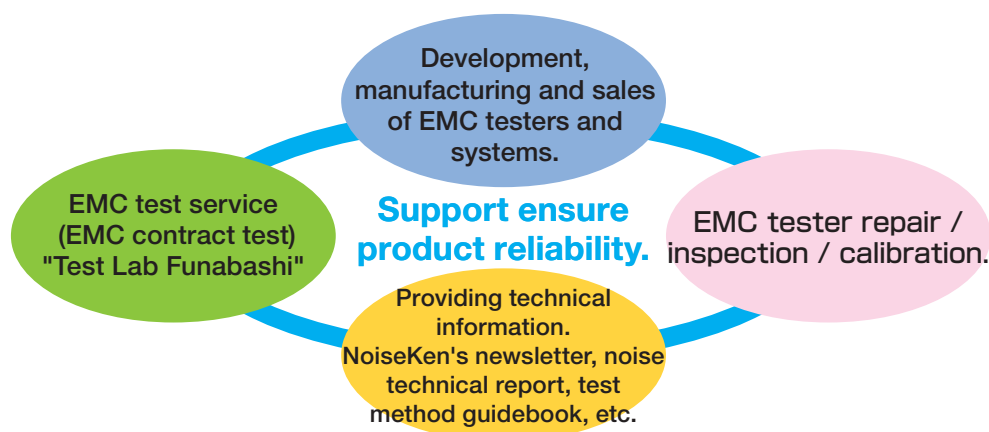 Development,
manufacturing and sales
of EMC testers and
systems.
EMC test service
(EMC contract test)
"Test Lab Funabashi"
Support ensure
product reliability.
EMC tester repair /
inspection / calibration.
Providing technical
information.
NoiseKen's newsletter, noise
technical report, test
method guidebook, etc.